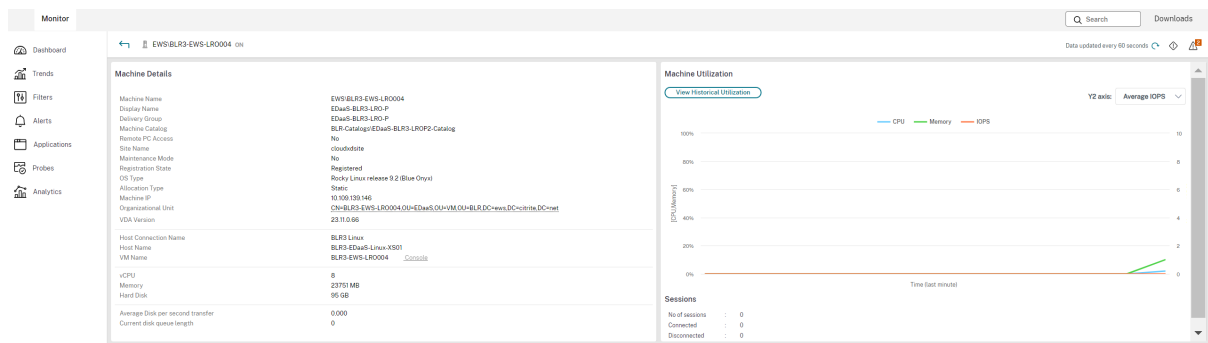 Monitor
Search
Downloads
Dashboard
Trends
Filters
Alerts
Applications
Probes
Analytics
EWS\BLR3-EWS-LRO004 ON
Data updated every 60 seconds
2
Machine Details
Machine Name EWS\BLR3-EWS-LRO004
Display Name EDaaS-BLR3-LRO-P
Delivery Group EDaaS-BLR3-LRO-P
Machine Catalog BLR-Catalogs\EDaaS-BLR3-LROP2-Catalog
Remote PC Access No
Site Name cloudxdsite
Maintenance Mode No
Registration State Registered
OS Type Rocky Linux release 9.2 (Blue Onyx)
Allocation Type Static
Machine IP 10.109.139.146
Organizational Unit CN=BLR3-EWS-LRO004,OU=EDaaS,OU=VM,OU=BLR,DC=ews,DC=citrite,DC=net
VDA Version 23.11.0.66
Host Connection Name BLR3 Linux
Host Name BLR3-EDaaS-Linux-XS01
VM Name BLR3-EWS-LRO004 Console
vCPU 8
Memory 23751 MB
Hard Disk 95 GB
Average Disk per second transfer 0.000
Current disk queue length 0
Machine Utilization
View Historical Utilization
Y2 axis: Average IOPS
CPU Memory IOPS
100% 10
80% 8
60% 6
40% 4
20% 2
0% 0
[CPU/Memory]
Time (last minute)
Sessions
No of sessions : 0
Connected : 0
Disconnected : 0